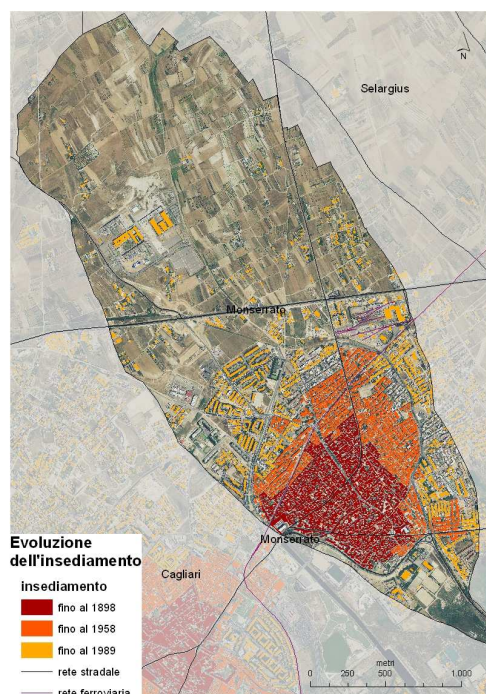 N
Selargius
Monserrato
Monserrato
Cagliari
Evoluzione
dell'insediamento
insediamento
fino al 1898
fino al 1958
fino al 1989
rete stradale
rete ferroviaria
metri
0 250 500 1.000